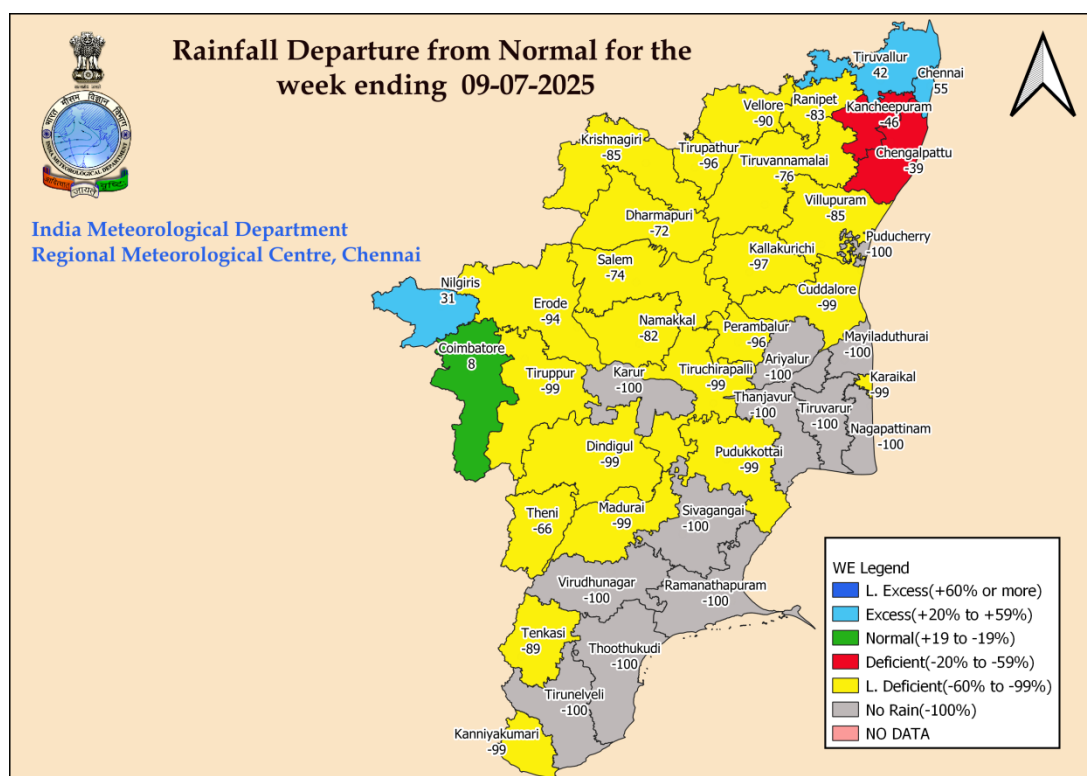 Rainfall Departure from Normal for the
week ending 09-07-2025
INDIA METEOROLOGICAL DEPARTMENT
India Meteorological Department
Regional Meteorological Centre, Chennai
Tiruvallur
42
Chennai
55
Vellore
-90
Ranipet
-83
Kancheepuram
-46
Krishnagiri
-85
Tirupathur
-96
Tiruvannamalai
-76
Chengalpattu
-39
Dharmapuri
-72
Villupuram
-85
Puducherry
-100
Kallakurichi
-97
Salem
-74
Nilgiris
31
Erode
-94
Cuddalore
-99
Namakkal
-82
Perambalur
-96
Mayiladuthurai
-100
Coimbatore
8
Ariyalur
-100
Tiruppur
-99
Karur
-100
Tiruchirapalli
-99
Karaikal
-99
Thanjavur
-100
Tiruvarur
-100
Nagapattinam
-100
Dindigul
-99
Pudukkottai
-99
Theni
-66
Madurai
-99
Sivagangai
-100
Virudhunagar
-100
Ramanathapuram
-100
Tenkasi
-89
Thoothukudi
-100
Tirunelveli
-100
Kanniyakumari
-99
WE Legend
L. Excess(+60% or more)
Excess(+20% to +59%)
Normal(+19 to -19%)
Deficient(-20% to -59%)
L. Deficient(-60% to -99%)
No Rain(-100%)
NO DATA